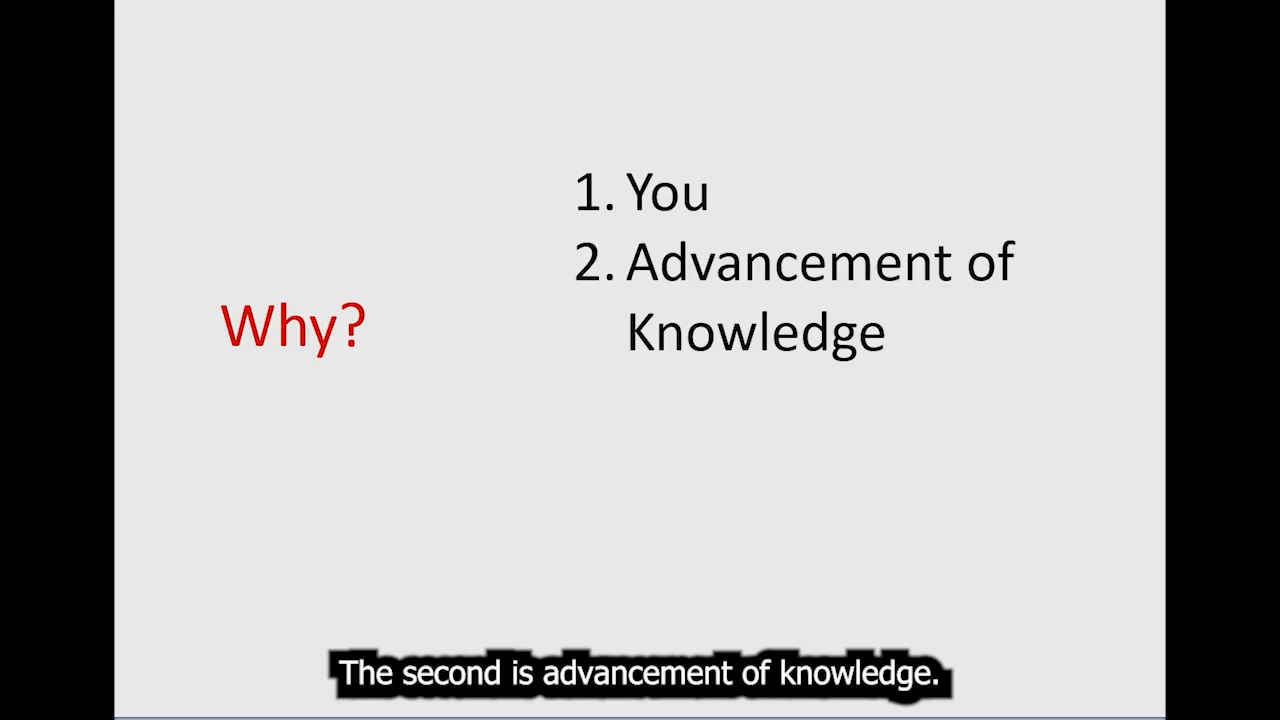 Why?
1. You
2. Advancement of
Knowledge
The second is advancement of knowledge.